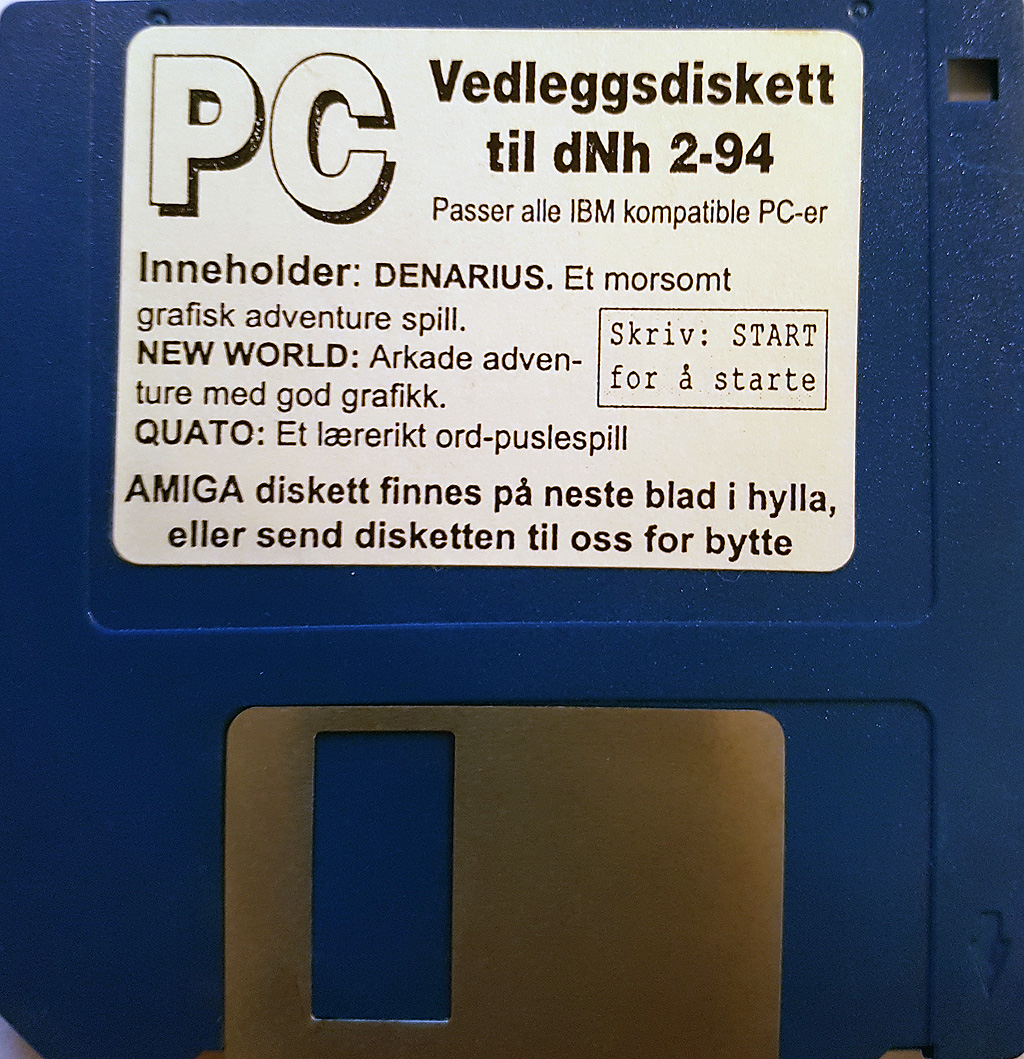 PC
Vedleggsdiskett
til dNh 2-94
Passer alle IBM kompatible PC-er
Inneholder: DENARIUS. Et morsomt
grafisk adventure spill.
NEW WORLD: Arkade adven-
ture med god grafikk.
QUATO: Et lærerikt ord-puslespill
Skriv: START
for å starte
AMIGA diskett finnes på neste blad i hylla,
eller send disketten til oss for bytte